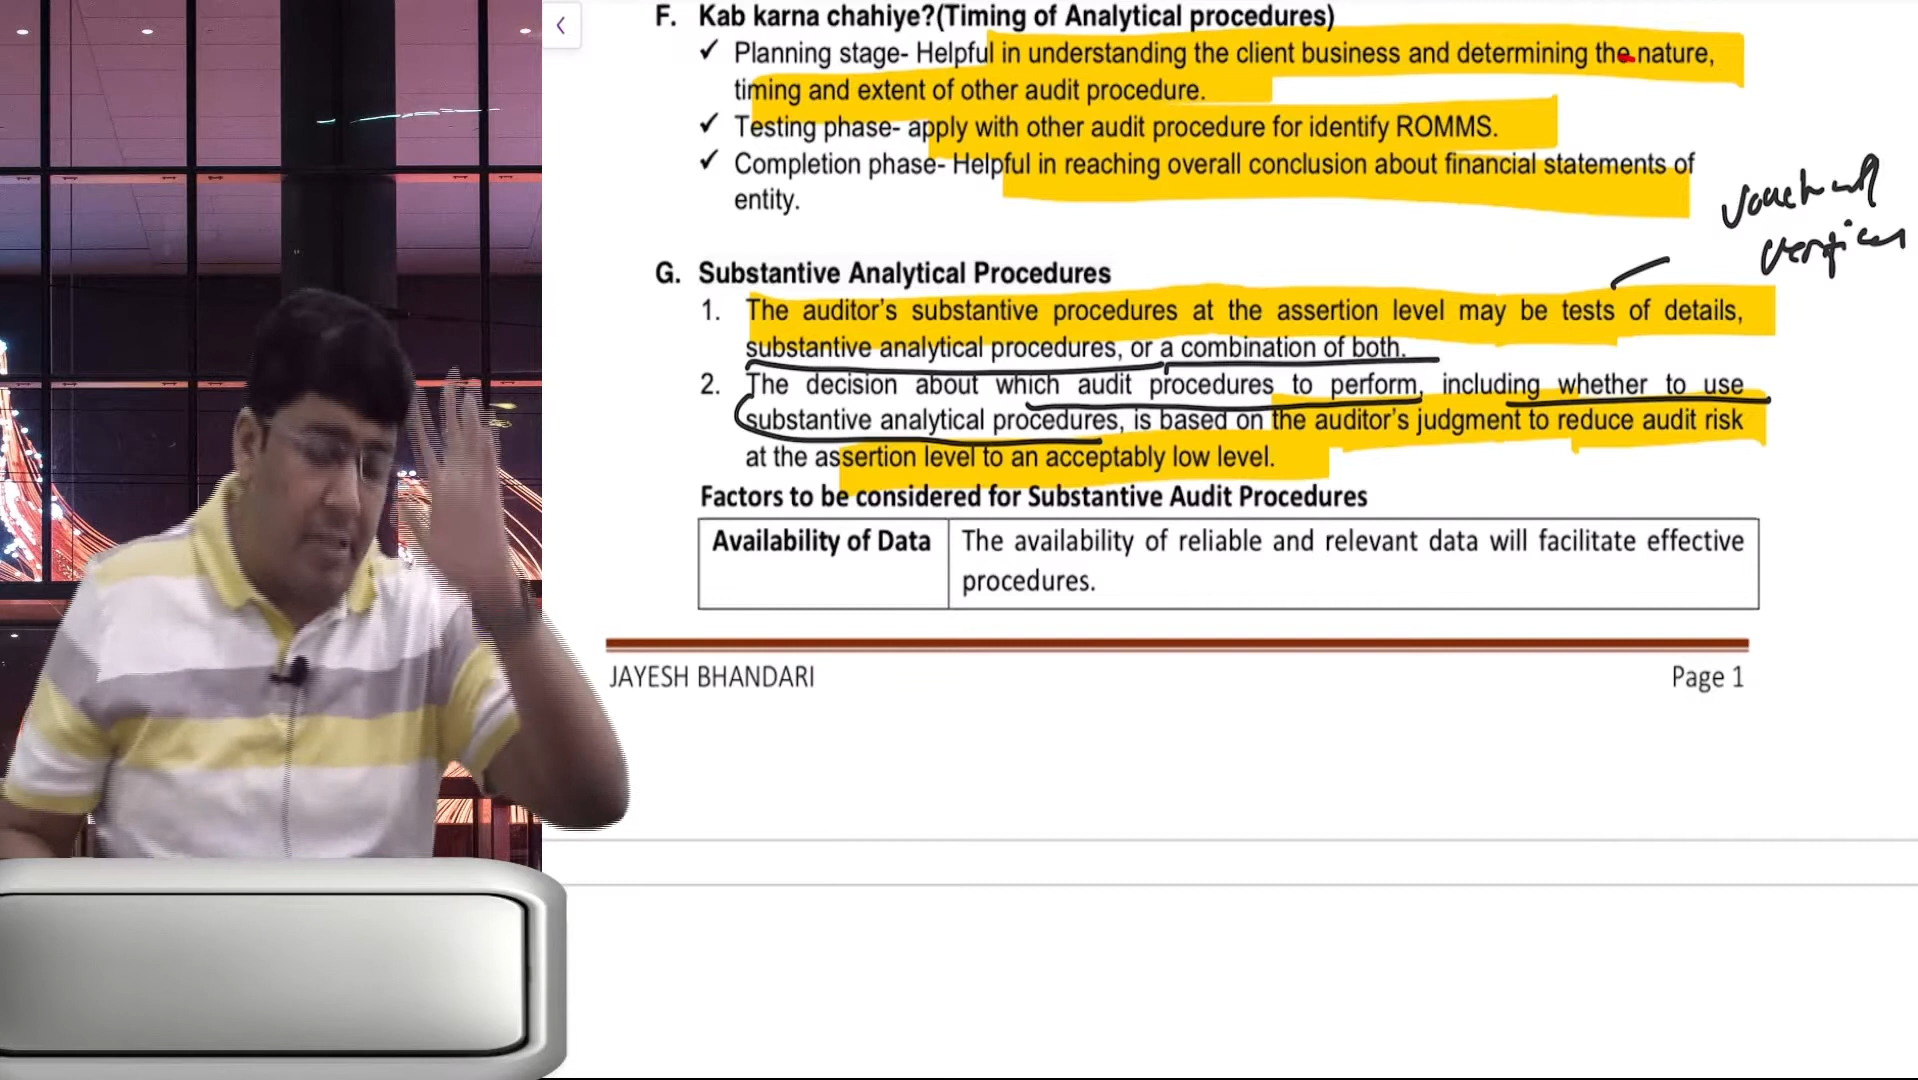 F. Kab karna chahiye?(Timing of Analytical procedures)
✓ Planning stage- Helpful in understanding the client business and determining the nature,
timing and extent of other audit procedure.
✓ Testing phase- apply with other audit procedure for identify ROMMS.
✓ Completion phase- Helpful in reaching overall conclusion about financial statements of
entity.
G. Substantive Analytical Procedures
1. The auditor's substantive procedures at the assertion level may be tests of details,
substantive analytical procedures, or a combination of both.
2. The decision about which audit procedures to perform, including whether to use
substantive analytical procedures, is based on the auditor's judgment to reduce audit risk
at the assertion level to an acceptably low level.
Factors to be considered for Substantive Audit Procedures
Availability of Data The availability of reliable and relevant data will facilitate effective
procedures.
JAYESH BHANDARI Page 1